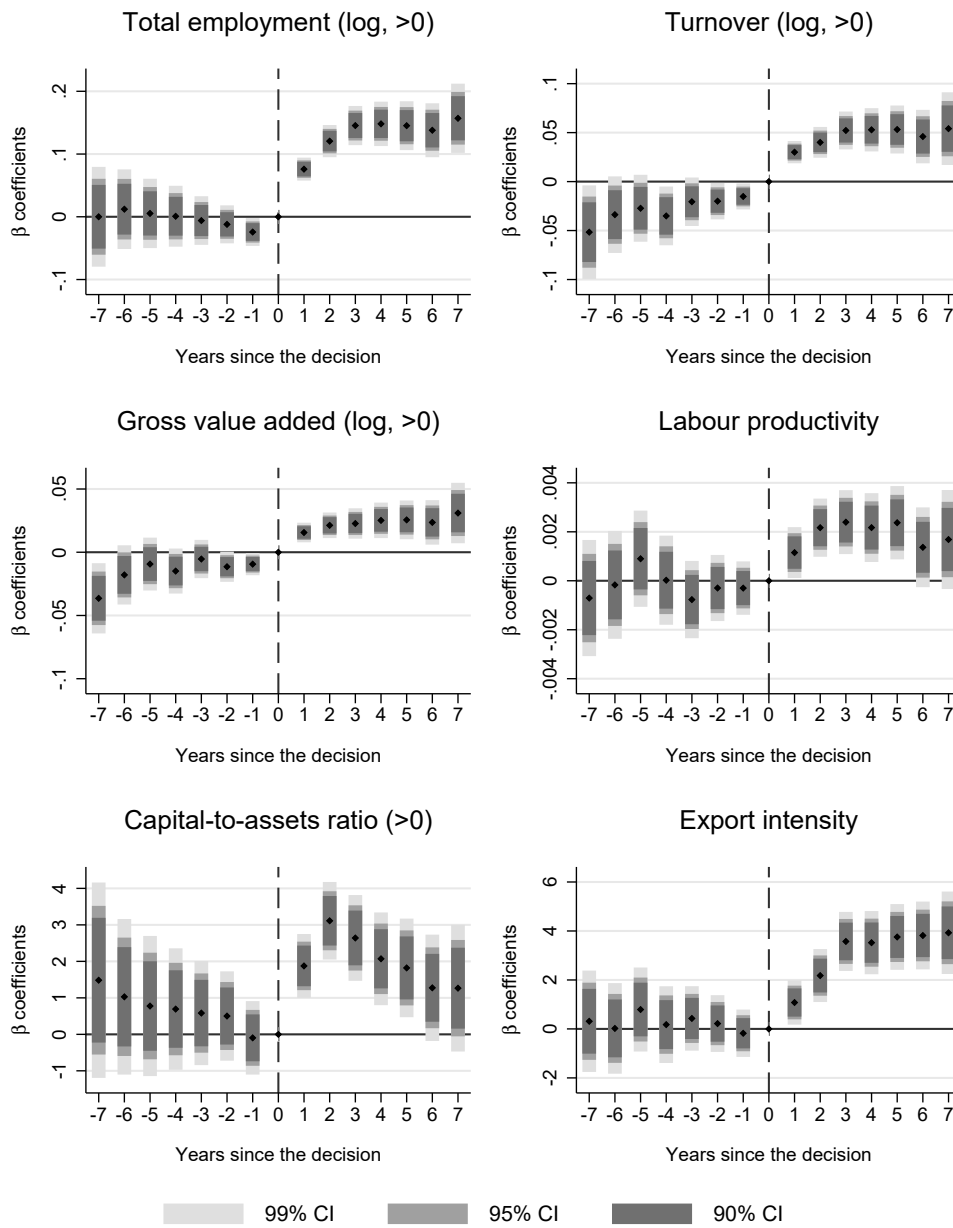 Total employment (log, >0)
Turnover (log, >0)
β coefficients
.2
.1
0
-.1
-7 -6 -5 -4 -3 -2 -1 0 1 2 3 4 5 6 7
Years since the decision
β coefficients
.1
.05
0
-.05
-.1
-7 -6 -5 -4 -3 -2 -1 0 1 2 3 4 5 6 7
Years since the decision
Gross value added (log, >0)
Labour productivity
β coefficients
.05
0
-.05
-.1
-7 -6 -5 -4 -3 -2 -1 0 1 2 3 4 5 6 7
Years since the decision
β coefficients
.004
.002
0
-.002
-.004
-7 -6 -5 -4 -3 -2 -1 0 1 2 3 4 5 6 7
Years since the decision
Capital-to-assets ratio (>0)
Export intensity
β coefficients
4
3
2
1
0
-1
-7 -6 -5 -4 -3 -2 -1 0 1 2 3 4 5 6 7
Years since the decision
β coefficients
6
4
2
0
-2
-7 -6 -5 -4 -3 -2 -1 0 1 2 3 4 5 6 7
Years since the decision
99% CI 95% CI 90% CI